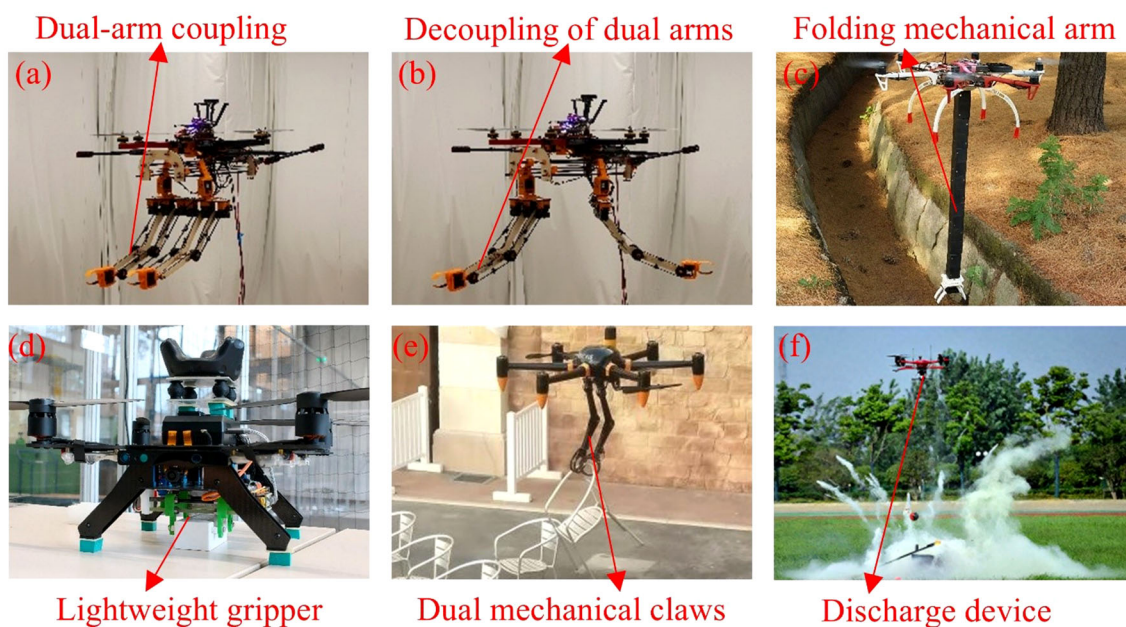 Dual-arm coupling
Decoupling of dual arms
Folding mechanical arm
(a)
(b)
(c)
(d)
(e)
(f)
Lightweight gripper
Dual mechanical claws
Discharge device